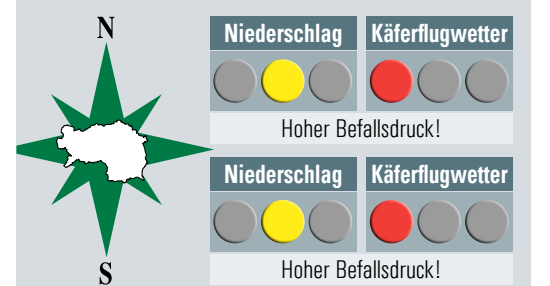 N
Niederschlag Käferflugwetter
Hoher Befallsdruck!
Niederschlag Käferflugwetter
Hoher Befallsdruck!
S